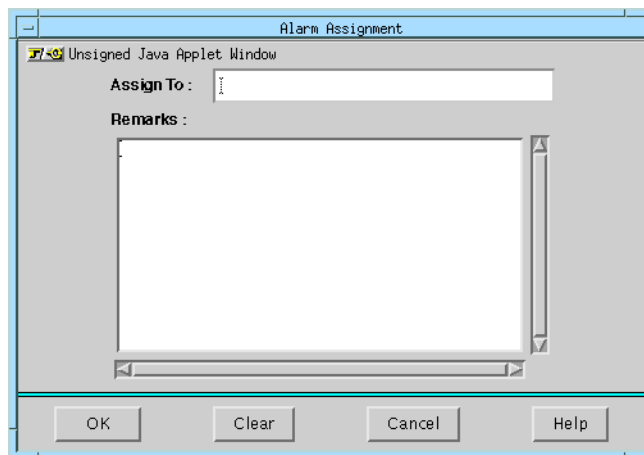 Alarm Assignment
Unsigned Java Applet Window
Assign To :
Remarks :
OK Clear Cancel Help